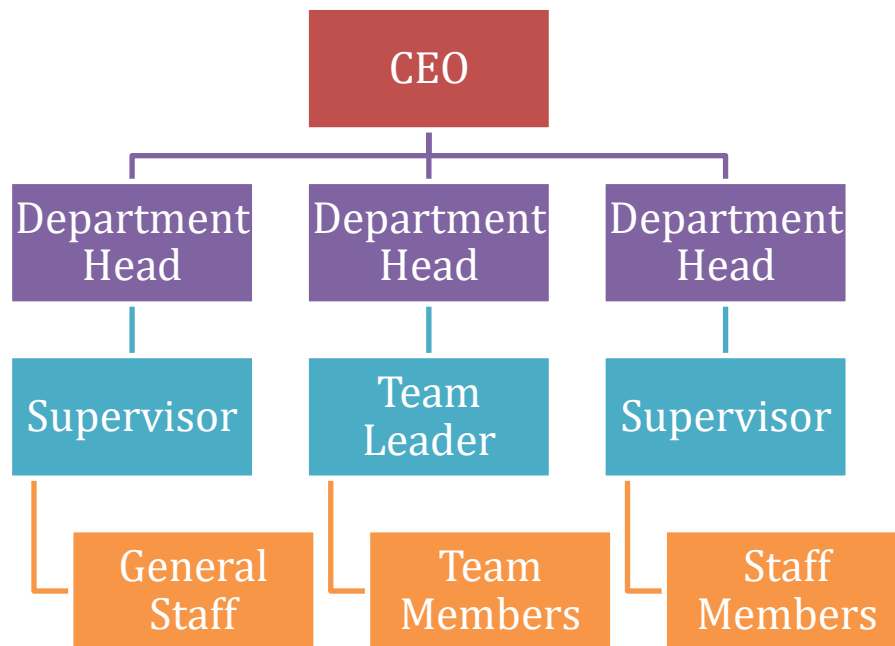 CEO
Department
Head
Department
Head
Department
Head
Supervisor
Team
Leader
Supervisor
General
Staff
Team
Members
Staff
Members